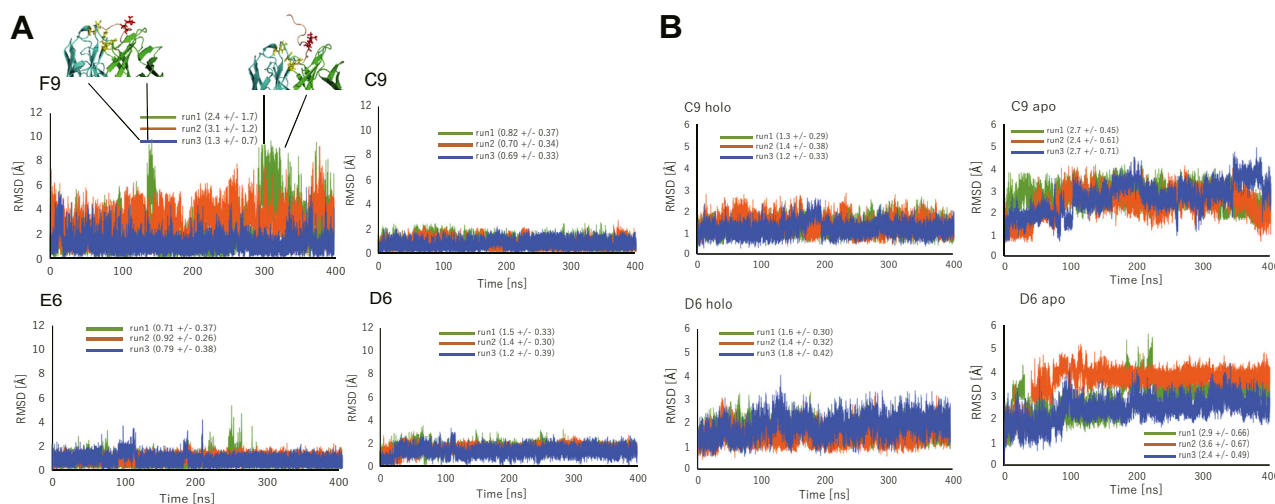 A
B
F9
12
10
8
6
4
2
0
RMSD [Å]
run1 (2.4 +/- 1.7)
run2 (3.1 +/- 1.2)
run3 (1.3 +/- 0.7)
0 100 200 300 400
C9
12
10
8
6
4
2
0
RMSD [Å]
run1 (0.82 +/- 0.37)
run2 (0.70 +/- 0.34)
run3 (0.69 +/- 0.33)
0 100 200 300 400
Time [ns]
E6
12
10
8
6
4
2
0
RMSD [Å]
run1 (0.71 +/- 0.37)
run2 (0.92 +/- 0.26)
run3 (0.79 +/- 0.38)
0 100 200 300 400
Time [ns]
D6
12
10
8
6
4
2
0
RMSD [Å]
run1 (1.5 +/- 0.33)
run2 (1.4 +/- 0.30)
run3 (1.2 +/- 0.39)
0 100 200 300 400
Time [ns]
C9 holo
6
5
4
3
2
1
0
RMSD [Å]
run1 (1.3 +/- 0.29)
run2 (1.4 +/- 0.38)
run3 (1.2 +/- 0.33)
0 100 200 300 400
C9 apo
6
5
4
3
2
1
0
RMSD [Å]
run1 (2.7 +/- 0.45)
run2 (2.4 +/- 0.61)
run3 (2.7 +/- 0.71)
0 100 200 300 400
Time [ns]
D6 holo
6
5
4
3
2
1
0
RMSD [Å]
run1 (1.6 +/- 0.30)
run2 (1.4 +/- 0.32)
run3 (1.8 +/- 0.42)
0 100 200 300 400
Time [ns]
D6 apo
6
5
4
3
2
1
0
RMSD [Å]
run1 (2.9 +/- 0.66)
run2 (3.6 +/- 0.67)
run3 (2.4 +/- 0.49)
0 100 200 300 400
Time [ns]